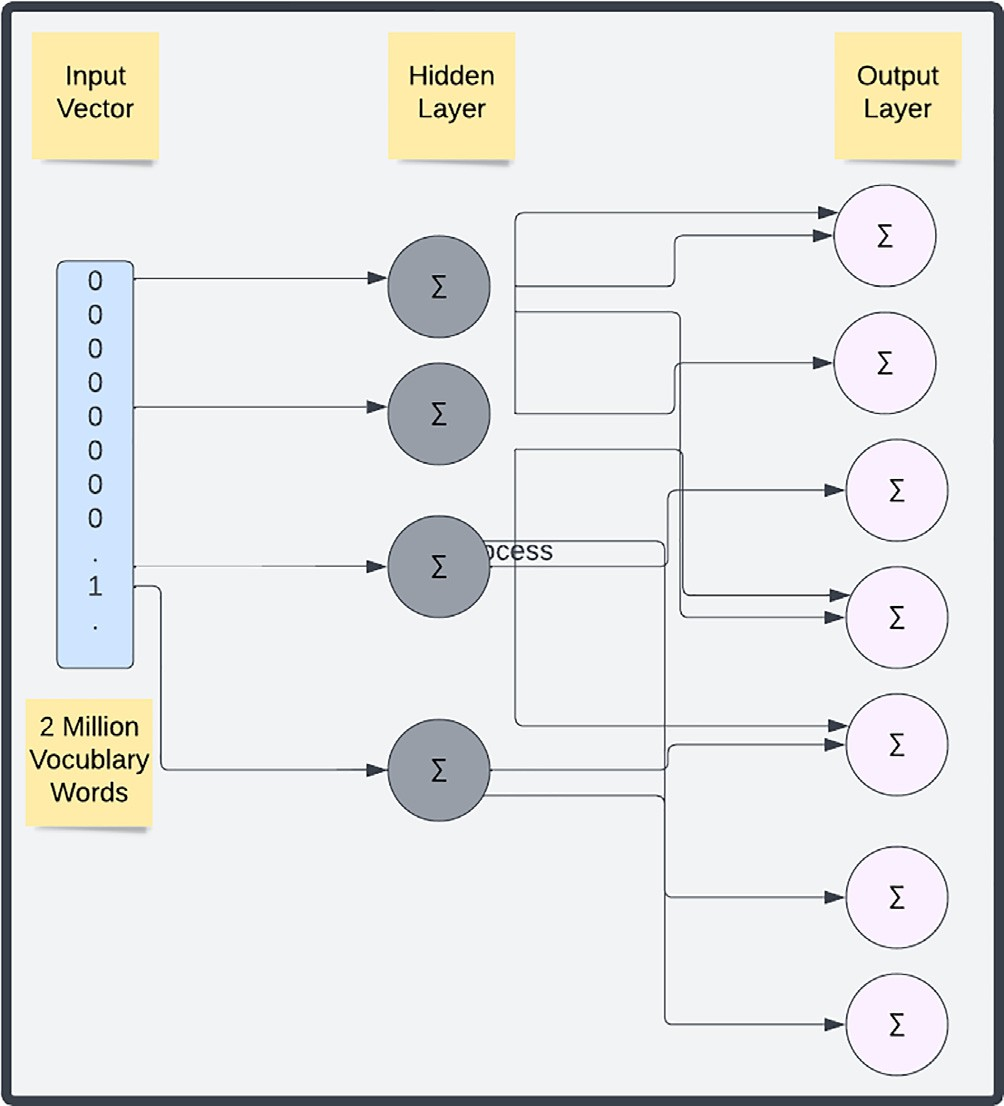 Input
Vector
Hidden
Layer
Output
Layer
0
0
0
0
0
0
0
0
.
1
.
2 Million
Vocublary
Words
Σ
Σ
Σ
Σ
ocess
Σ
Σ
Σ
Σ
Σ
Σ
Σ